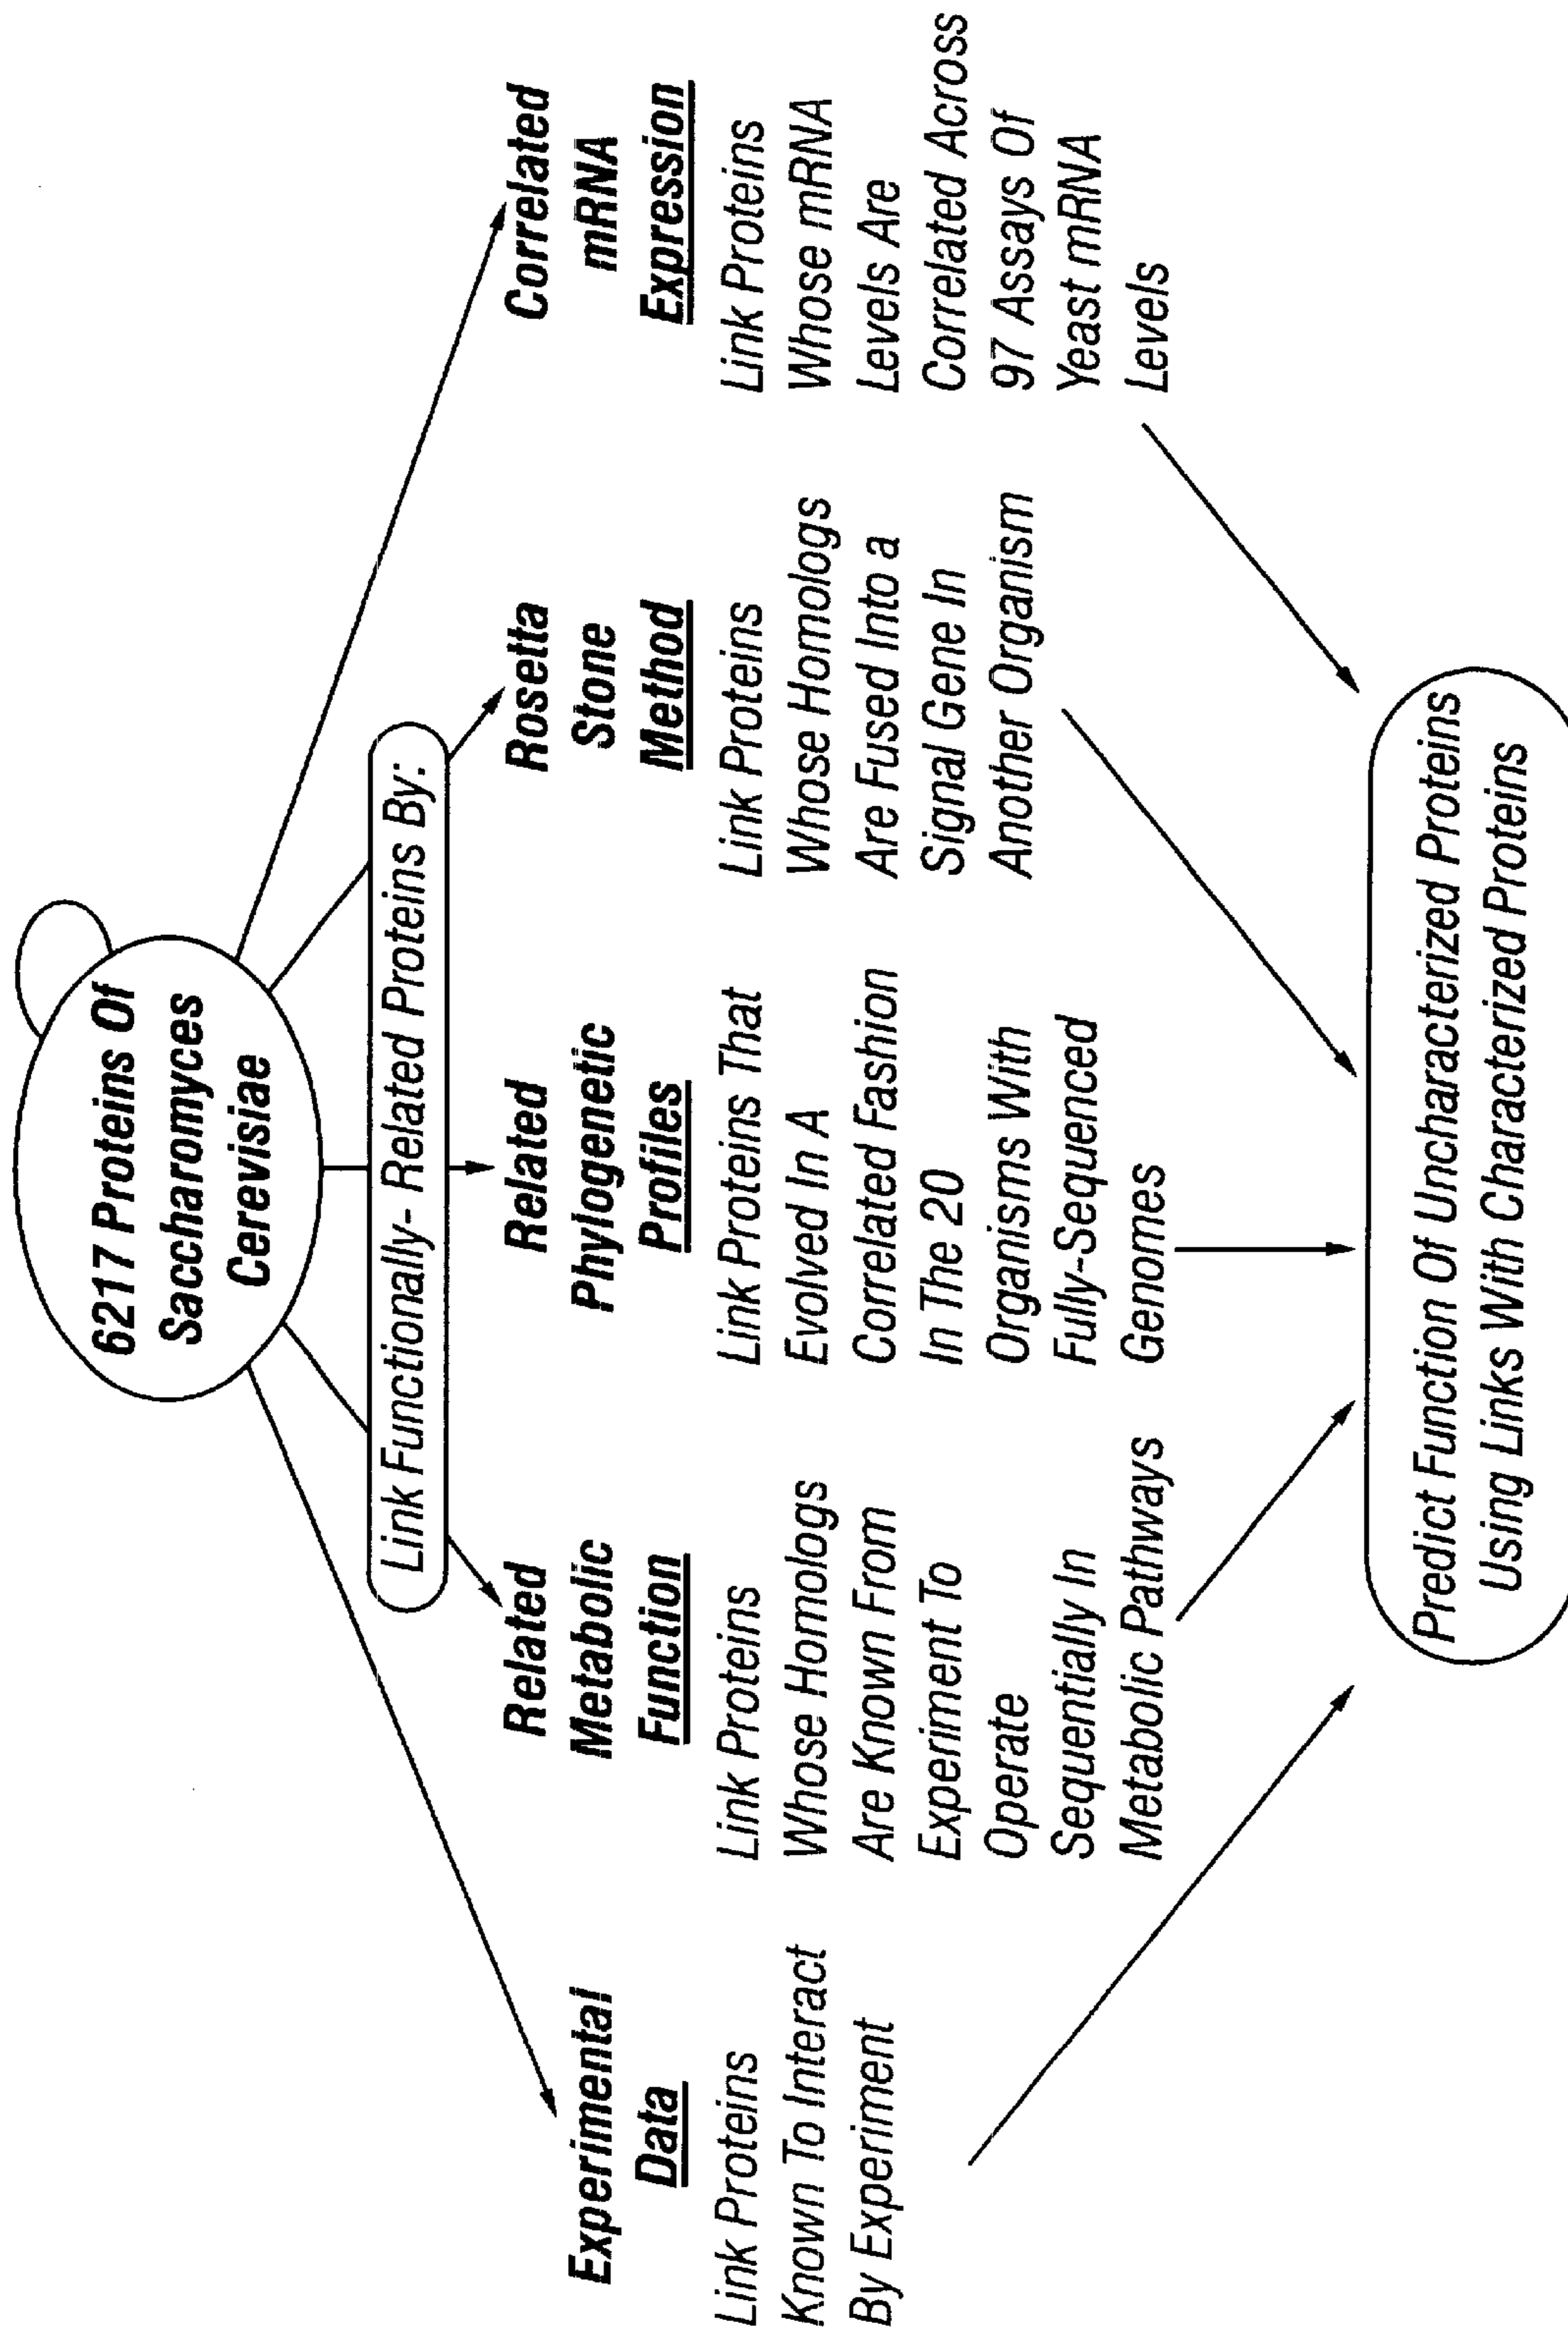 6217 Proteins Of
Saccharomyces
Cerevisiae
Link Functionally- Related Proteins By:
Experimental
Data
Link Proteins
Known To Interact
By Experiment
Related
Metabolic
Function
Link Proteins
Whose Homologs
Are Known From
Experiment To
Operate
Sequentially In
Metabolic Pathways
Related
Phylogenetic
Profiles
Link Proteins That
Evolved In A
Correlated Fashion
In The 20
Organisms With
Fully-Sequenced
Genomes
Rosetta
Stone
Method
Link Proteins
Whose Homologs
Are Fused Into a
Signal Gene In
Another Organism
Correlated
mRNA
Expression
Link Proteins
Whose mRNA
Levels Are
Correlated Across
97 Assays Of
Yeast mRNA
Levels
Predict Function Of Uncharacterized Proteins
Using Links With Characterized Proteins